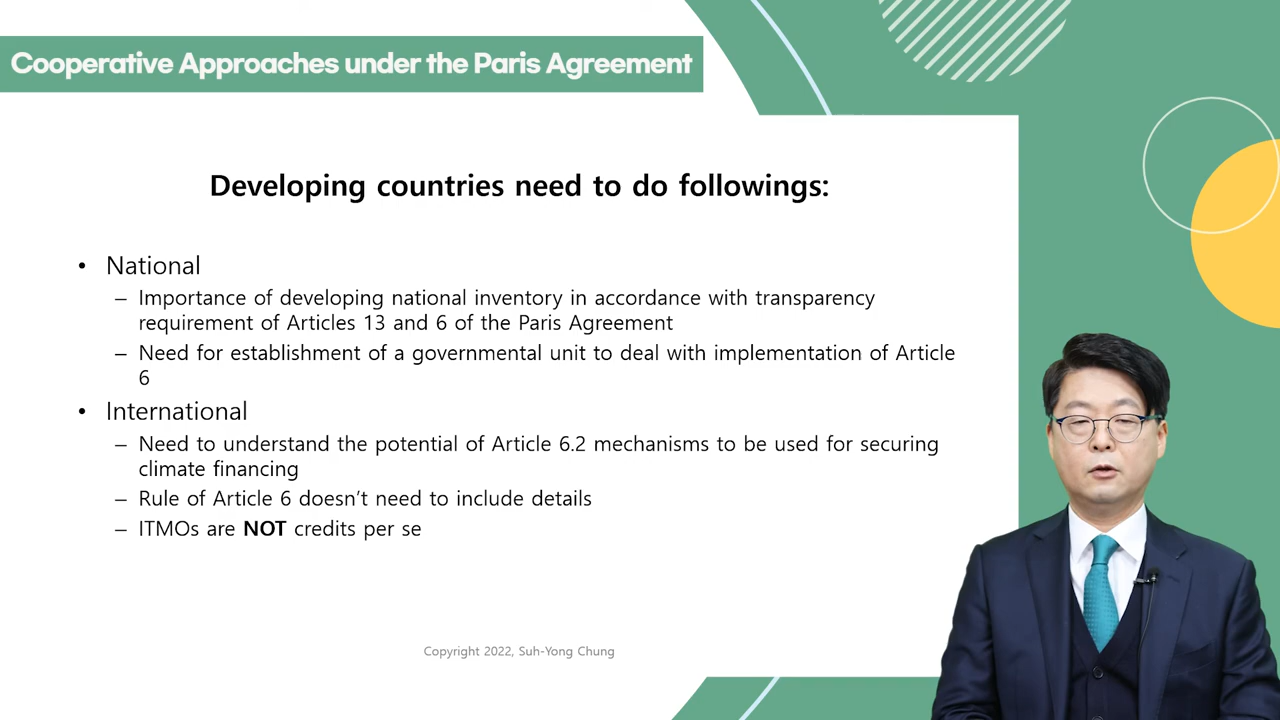 Cooperative Approaches under the Paris Agreement
Developing countries need to do followings:
• National
– Importance of developing national inventory in accordance with transparency
requirement of Articles 13 and 6 of the Paris Agreement
– Need for establishment of a governmental unit to deal with implementation of Article
6
• International
– Need to understand the potential of Article 6.2 mechanisms to be used for securing
climate financing
– Rule of Article 6 doesn’t need to include details
– ITMOs are NOT credits per se
Copyright 2022, Suh-Yong Chung